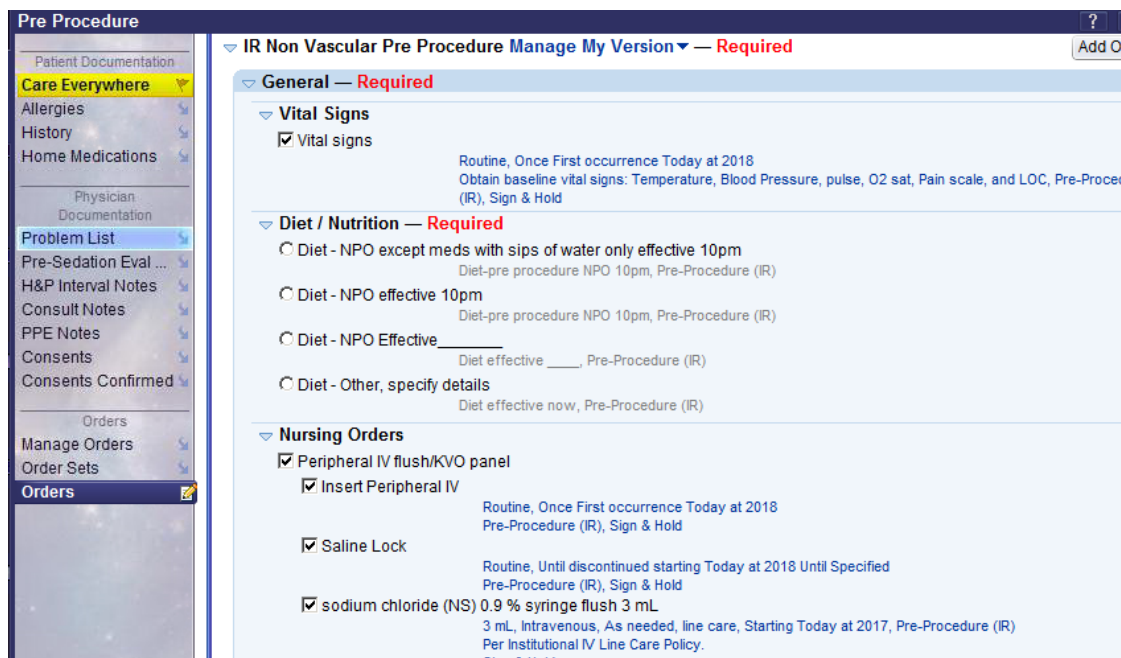 Pre Procedure
?
Patient Documentation
Care Everywhere
Allergies
History
Home Medications
Physician
Documentation
Problem List
Pre-Sedation Eval ...
H&P Interval Notes
Consult Notes
PPE Notes
Consents
Consents Confirmed
Orders
Manage Orders
Order Sets
Orders
IR Non Vascular Pre Procedure Manage My Version — Required
Add O
General — Required
Vital Signs
Vital signs
Routine, Once First occurrence Today at 2018
Obtain baseline vital signs: Temperature, Blood Pressure, pulse, O2 sat, Pain scale, and LOC, Pre-Proced
(IR), Sign & Hold
Diet / Nutrition — Required
Diet - NPO except meds with sips of water only effective 10pm
Diet-pre procedure NPO 10pm, Pre-Procedure (IR)
Diet - NPO effective 10pm
Diet-pre procedure NPO 10pm, Pre-Procedure (IR)
Diet - NPO Effective_______
Diet effective ____, Pre-Procedure (IR)
Diet - Other, specify details
Diet effective now, Pre-Procedure (IR)
Nursing Orders
Peripheral IV flush/KVO panel
Insert Peripheral IV
Routine, Once First occurrence Today at 2018
Pre-Procedure (IR), Sign & Hold
Saline Lock
Routine, Until discontinued starting Today at 2018 Until Specified
Pre-Procedure (IR), Sign & Hold
sodium chloride (NS) 0.9 % syringe flush 3 mL
3 mL, Intravenous, As needed, line care, Starting Today at 2017, Pre-Procedure (IR)
Per Institutional IV Line Care Policy.